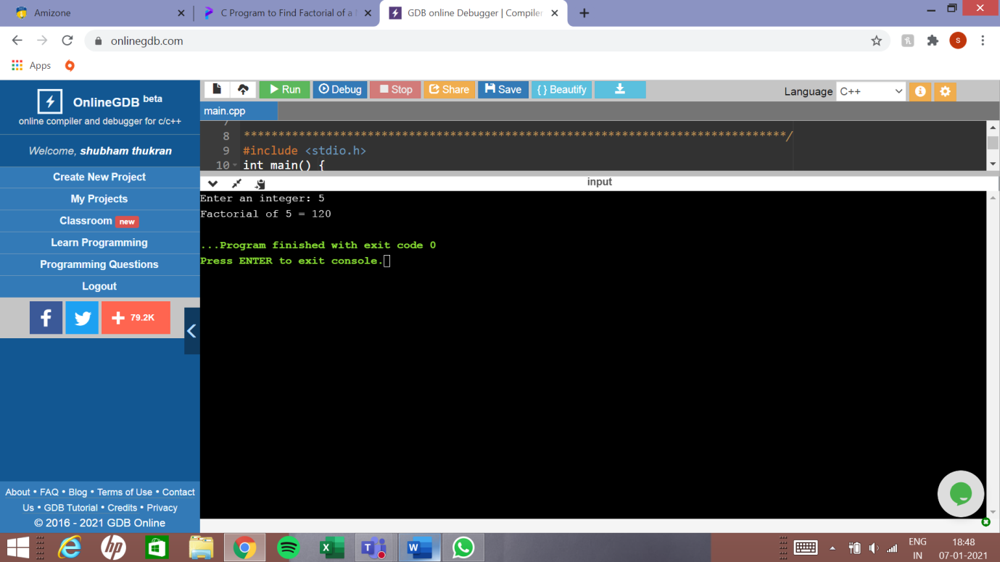 Amizone
C Program to Find Factorial of a
GDB online Debugger | Compiler
onlinegdb.com
S
Apps
OnlineGDB beta
online compiler and debugger for c/c++
Welcome, shubham thukran
Create New Project
My Projects
Classroom new
Learn Programming
Programming Questions
Logout
f
+ 79.2K
About • FAQ • Blog • Terms of Use • Contact
Us • GDB Tutorial • Credits • Privacy
© 2016 - 2021 GDB Online
Run Debug Stop Share Save { } Beautify
Language C++
main.cpp
7
8 *******************************************************************************/
9 #include <stdio.h>
10 int main() {
input
Enter an integer: 5
Factorial of 5 = 120
...Program finished with exit code 0
Press ENTER to exit console.
hp
X
T
W
ENG
IN
18:48
07-01-2021